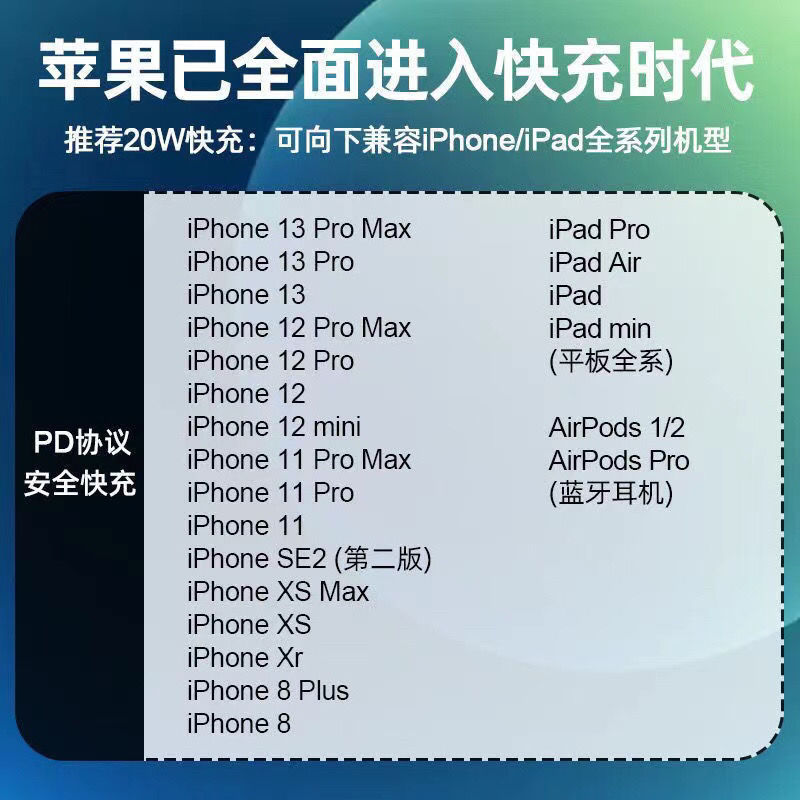 苹果已全面进入快充时代
推荐20W快充：可向下兼容iPhone/iPad全系列机型
PD协议
安全快充
iPhone 13 Pro Max
iPhone 13 Pro
iPhone 13
iPhone 12 Pro Max
iPhone 12 Pro
iPhone 12
iPhone 12 mini
iPhone 11 Pro Max
iPhone 11 Pro
iPhone 11
iPhone SE2 (第二版)
iPhone XS Max
iPhone XS
iPhone Xr
iPhone 8 Plus
iPhone 8
iPad Pro
iPad Air
iPad
iPad min
(平板全系)
AirPods 1/2
AirPods Pro
(蓝牙耳机)